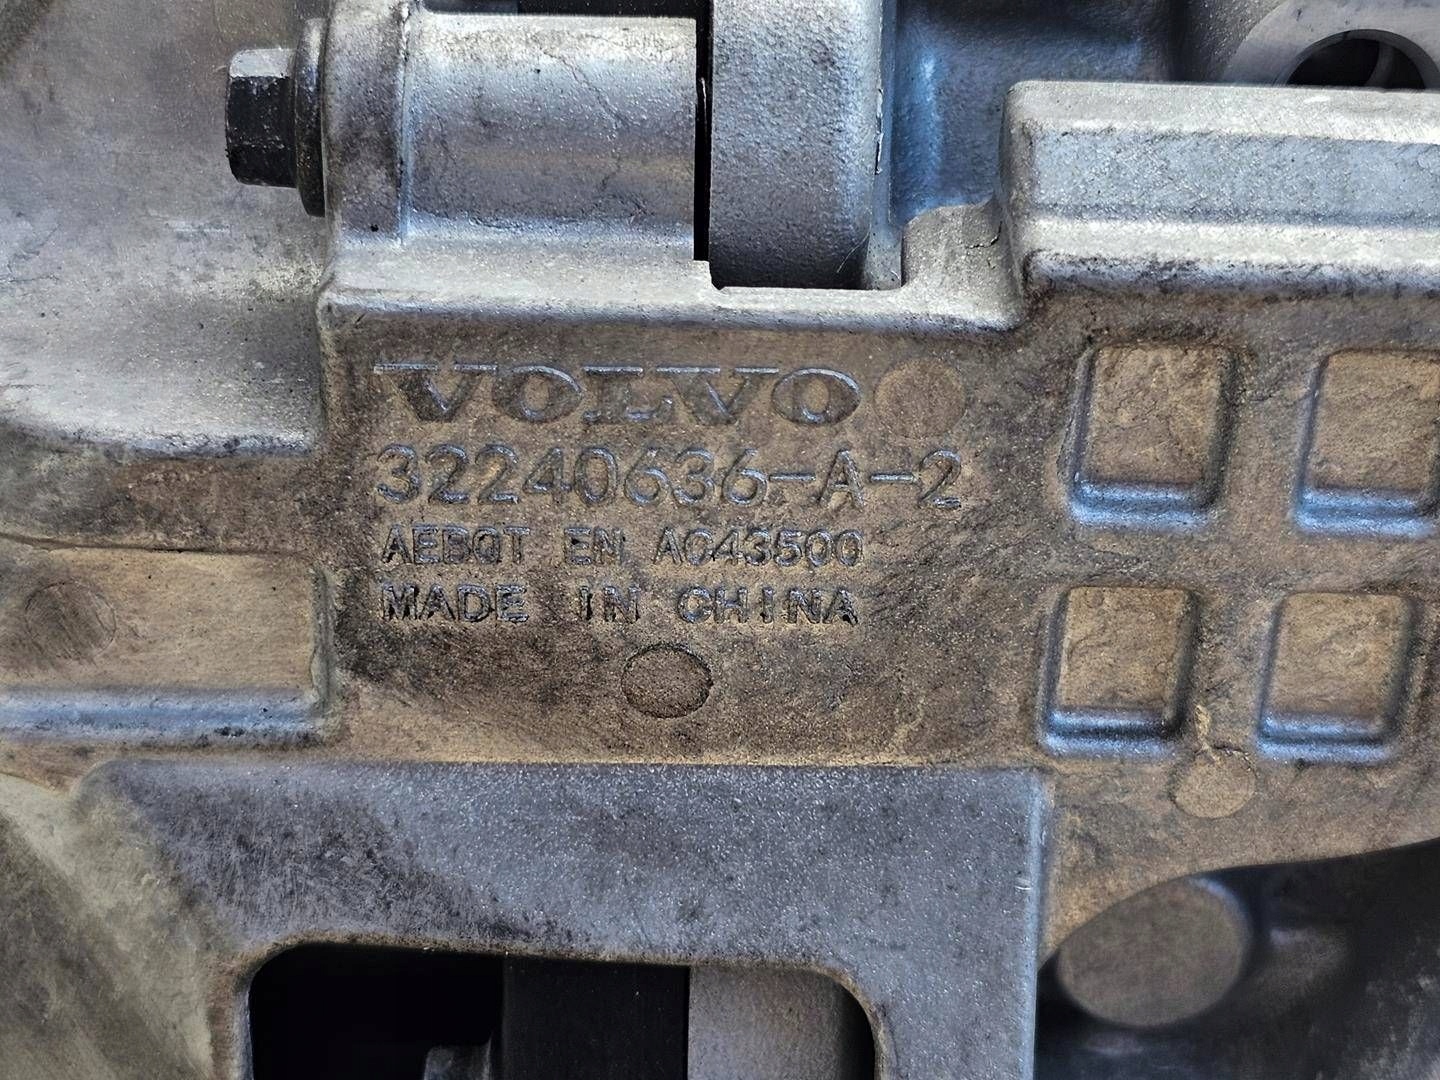 VOLVO
32240636-A-2
AEBQT EN AC43500
MADE IN CHINA